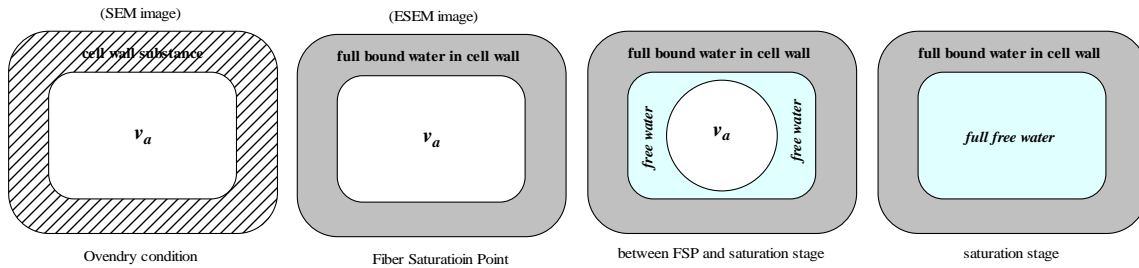 (SEM image)
(ESEM image)
cell wall substance
full bound water in cell wall
full bound water in cell wall
full bound water in cell wall
v_a
v_a
free water
v_a
free water
full free water
Ovendry condition
Fiber Saturatioin Point
between FSP and saturation stage
saturation stage